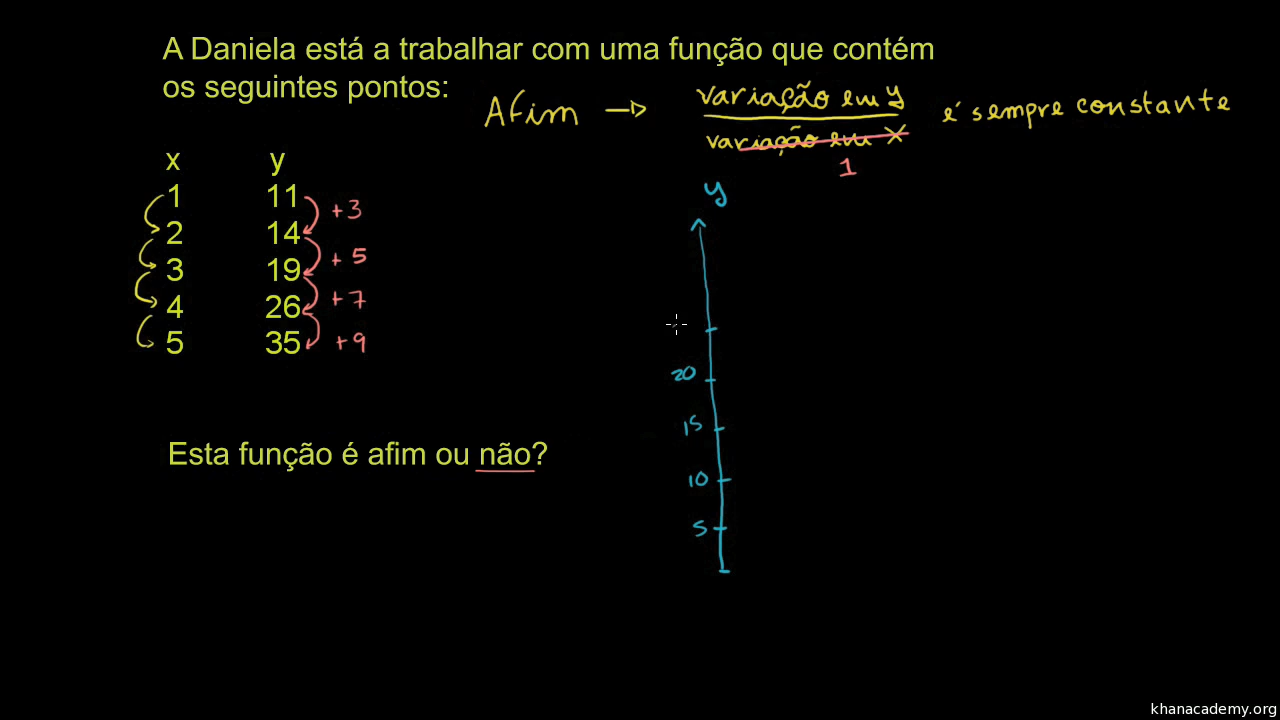 A Daniela está a trabalhar com uma função que contém
os seguintes pontos:
Afim → variação em y é sempre constante
variação em x
1
x y
1 11
+3
2 14
+5
3 19
+7
4 26
+9
5 35
Esta função é afim ou não?
y
20
15
10
5
khanacademy.org